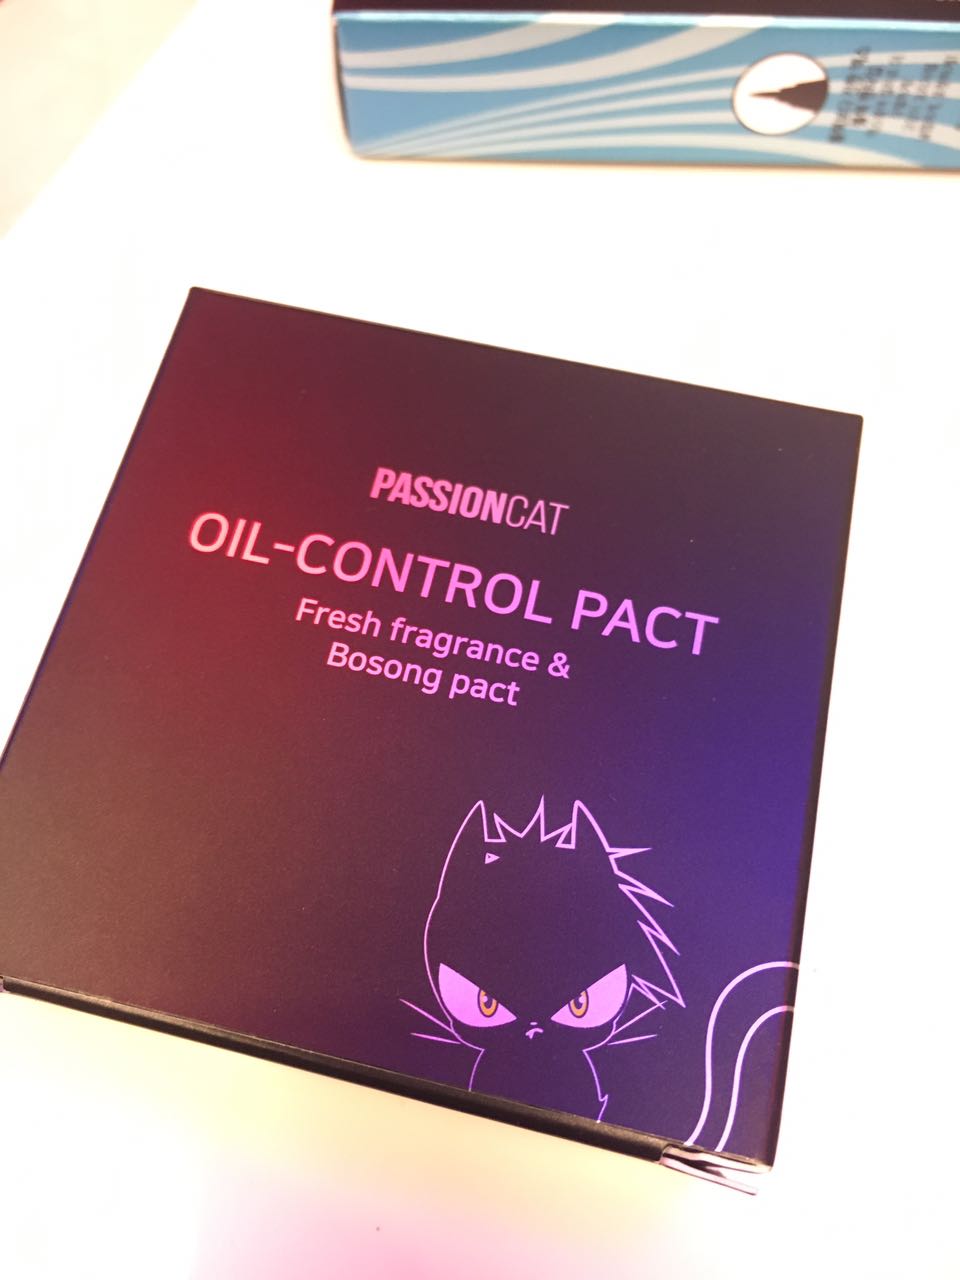 PASSIONCAT
OIL-CONTROL PACT
Fresh fragrance &
Bosong pact